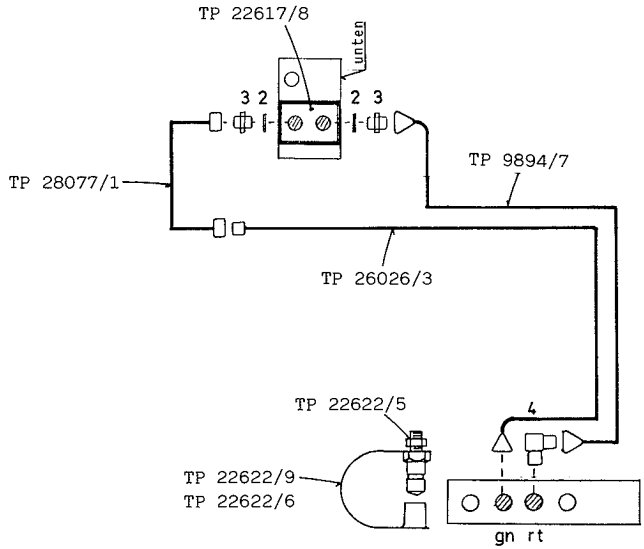 TP 22617/8
unten
3 2 2 3
TP 28077/1
TP 9894/7
TP 26026/3
4
TP 22622/5
TP 22622/9
TP 22622/6
gn rt